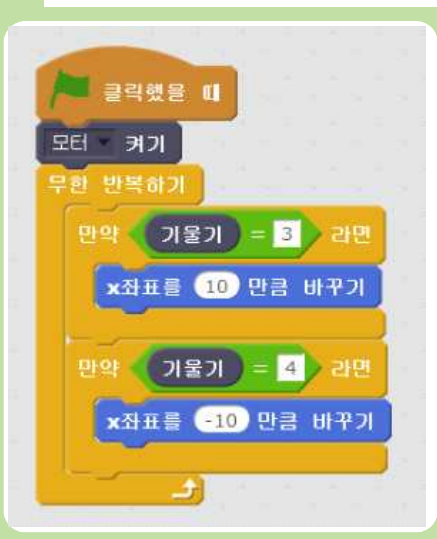 클릭했을 때
모터 켜기
무한 반복하기
만약 기울기 = 3 라면
x좌표를 10 만큼 바꾸기
만약 기울기 = 4 라면
x좌표를 -10 만큼 바꾸기